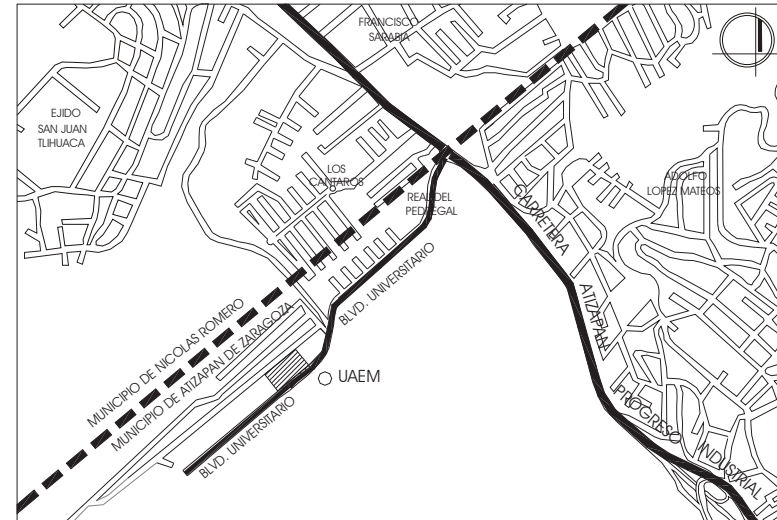 FRANCISCO
SARABIA
EJIDO
SAN JUAN
TLIHUACA
LOS
CANTAROS
REAL DEL
PEDREGAL
ADOLFO
LOPEZ MATEOS
CARRETERA
ATIZAPAN
PROGRESO
INDUSTRIAL
BLVD. UNIVERSITARIO
MUNICIPIO DE NICOLAS ROMERO
MUNICIPIO DE ATIZAPAN DE ZARAGOZA
UAEM
BLVD. UNIVERSITARIO